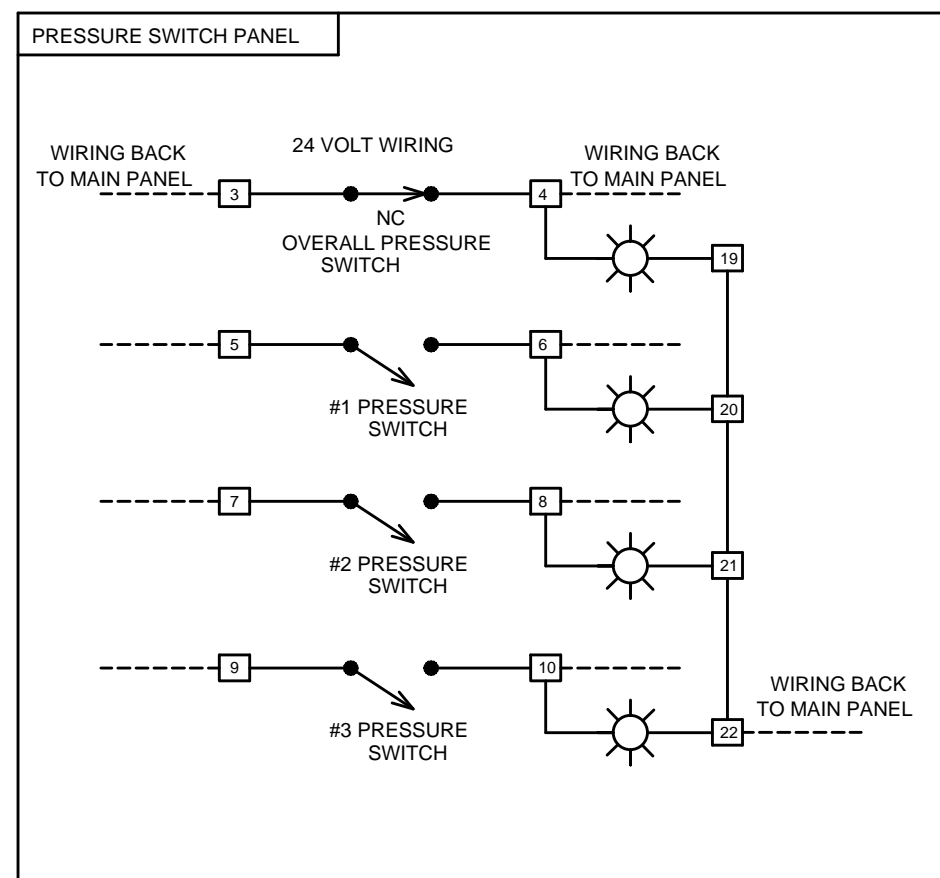 PRESSURE SWITCH PANEL
24 VOLT WIRING
WIRING BACK
TO MAIN PANEL
WIRING BACK
TO MAIN PANEL
3
4
NC
OVERALL PRESSURE
SWITCH
19
5
6
#1 PRESSURE
SWITCH
20
7
8
#2 PRESSURE
SWITCH
21
9
10
#3 PRESSURE
SWITCH
WIRING BACK
TO MAIN PANEL
22